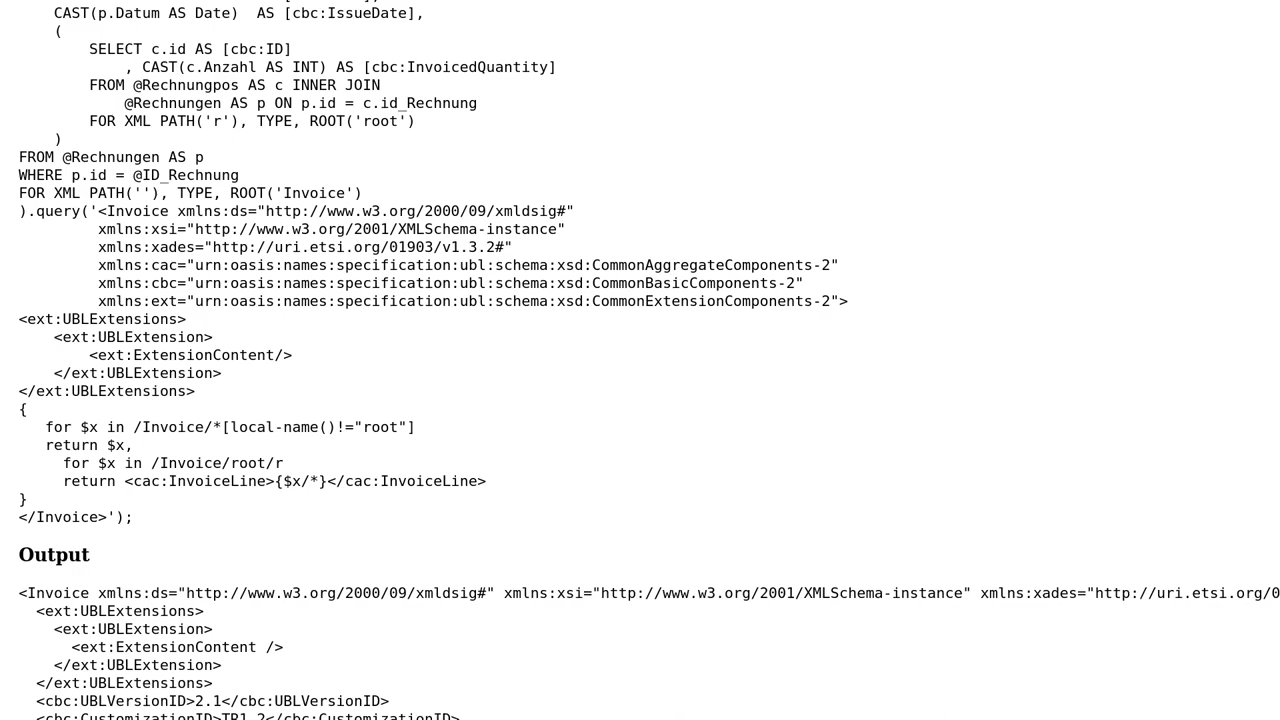 CAST(p.Datum AS Date)  AS [cbc:IssueDate],
(
SELECT c.id AS [cbc:ID]
, CAST(c.Anzahl AS INT) AS [cbc:InvoicedQuantity]
FROM @Rechnungpos AS c INNER JOIN
@Rechnungen AS p ON p.id = c.id_Rechnung
FOR XML PATH('r'), TYPE, ROOT('root')
)
FROM @Rechnungen AS p
WHERE p.id = @ID_Rechnung
FOR XML PATH(''), TYPE, ROOT('Invoice')
).query('<Invoice xmlns:ds="http://www.w3.org/2000/09/xmldsig#"
xmlns:xsi="http://www.w3.org/2001/XMLSchema-instance"
xmlns:xades="http://uri.etsi.org/01903/v1.3.2#"
xmlns:cac="urn:oasis:names:specification:ubl:schema:xsd:CommonAggregateComponents-2"
xmlns:cbc="urn:oasis:names:specification:ubl:schema:xsd:CommonBasicComponents-2"
xmlns:ext="urn:oasis:names:specification:ubl:schema:xsd:CommonExtensionComponents-2">
<ext:UBLExtensions>
<ext:UBLExtension>
<ext:ExtensionContent/>
</ext:UBLExtension>
</ext:UBLExtensions>
{
for $x in /Invoice/*[local-name()!="root"]
return $x,
for $x in /Invoice/root/r
return <cac:InvoiceLine>{$x/*}</cac:InvoiceLine>
}
</Invoice>');
Output
<Invoice xmlns:ds="http://www.w3.org/2000/09/xmldsig#" xmlns:xsi="http://www.w3.org/2001/XMLSchema-instance" xmlns:xades="http://uri.etsi.org/0
<ext:UBLExtensions>
<ext:UBLExtension>
<ext:ExtensionContent />
</ext:UBLExtension>
</ext:UBLExtensions>
<cbc:UBLVersionID>2.1</cbc:UBLVersionID>
<cbc:CustomizationID>TR1.2</cbc:CustomizationID>